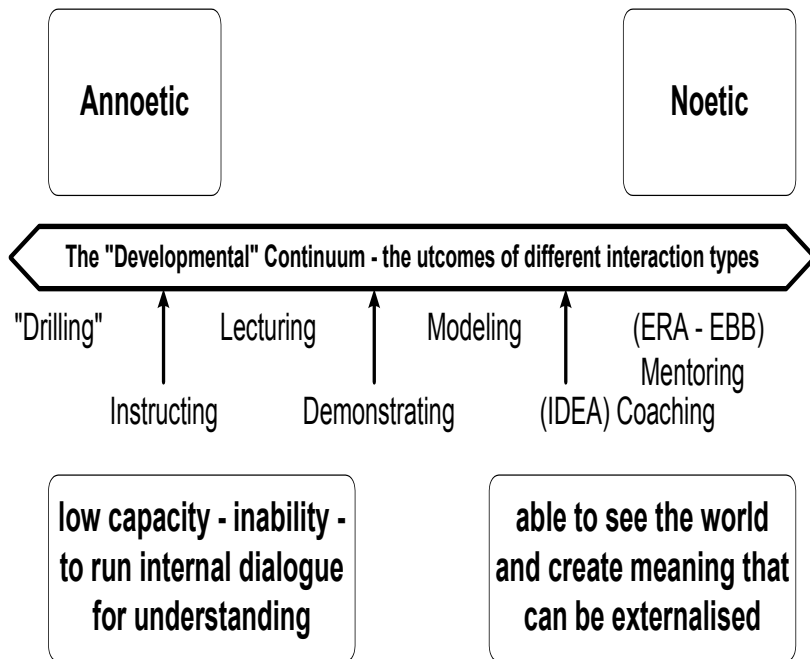 Annoetic
Noetic
The "Developmental" Continuum - the utcomes of different interaction types
"Drilling"
Lecturing
Modeling
(ERA - EBB)
Mentoring
Instructing
Demonstrating
(IDEA) Coaching
low capacity - inability -
to run internal dialogue
for understanding
able to see the world
and create meaning that
can be externalised